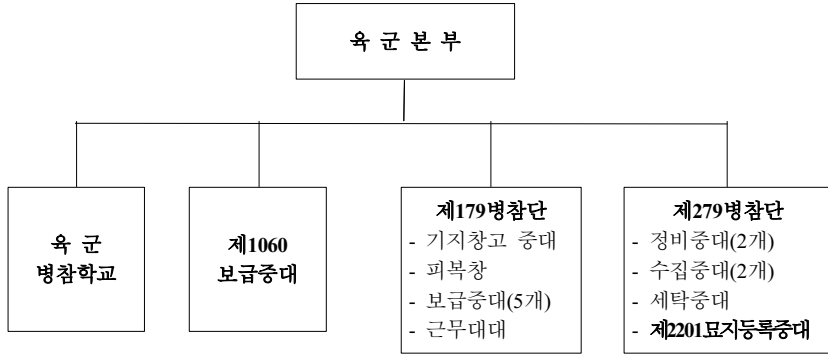 육 군 본 부
육 군
병참학교
제1060
보급중대
제179병참단
- 기지창고 중대
- 피복창
- 보급중대(5개)
- 근무대대
제279병참단
- 정비중대(2개)
- 수집중대(2개)
- 세탁중대
- 제2201묘지등록중대